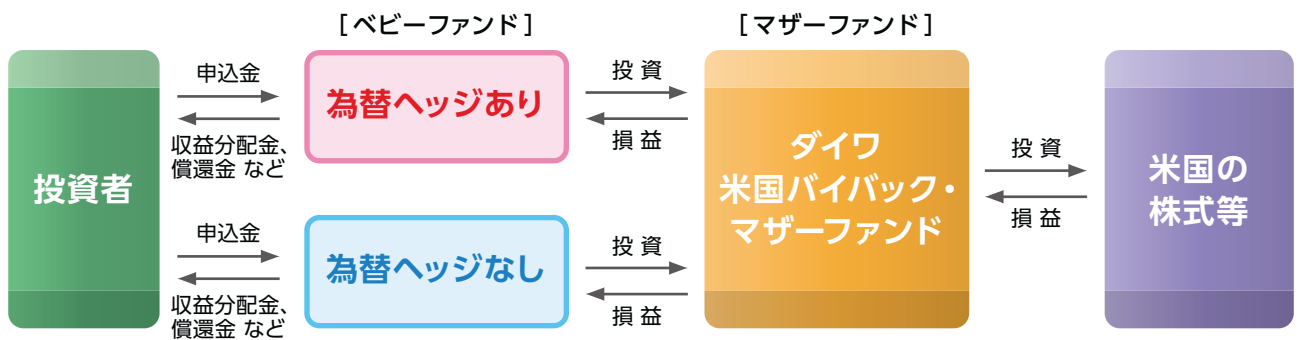 [ベビーファンド]
[マザーファンド]
投資者
申込金
収益分配金、
償還金 など
為替ヘッジあり
投 資
損 益
申込金
収益分配金、
償還金 など
為替ヘッジなし
投 資
損 益
ダイワ
米国バイバック・
マザーファンド
投 資
損 益
米国の
株式等